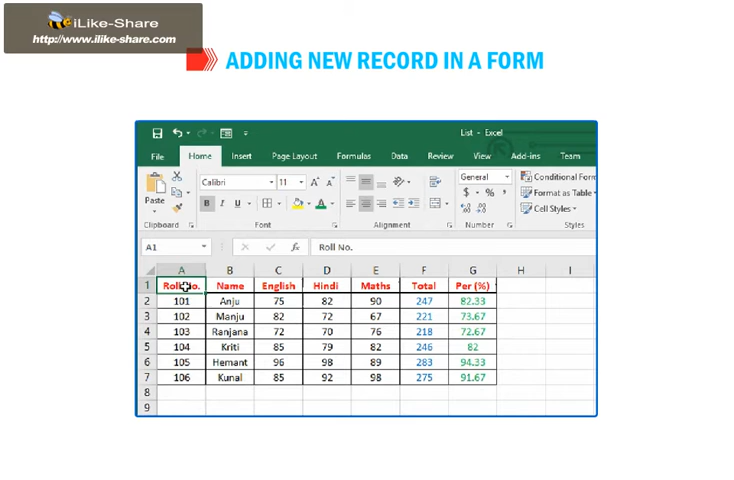 iLike-Share
http://www.ilike-share.com
ADDING NEW RECORD IN A FORM
List - Excel
File Home Insert Page Layout Formulas Data Review View Add-ins Team
Calibri 11 General Conditional Form
Paste B I U $ % Format as Table
Cell Styles
Clipboard Font Alignment Number Styles
A1 fx Roll No.
A B C D E F G H I
1 Roll No. Name English Hindi Maths Total Per (%)
2 101 Anju 75 82 90 247 82.33
3 102 Manju 82 72 67 221 73.67
4 103 Ranjana 72 70 76 218 72.67
5 104 Kriti 85 79 82 246 82
6 105 Hemant 96 98 89 283 94.33
7 106 Kunal 85 92 98 275 91.67
8
9